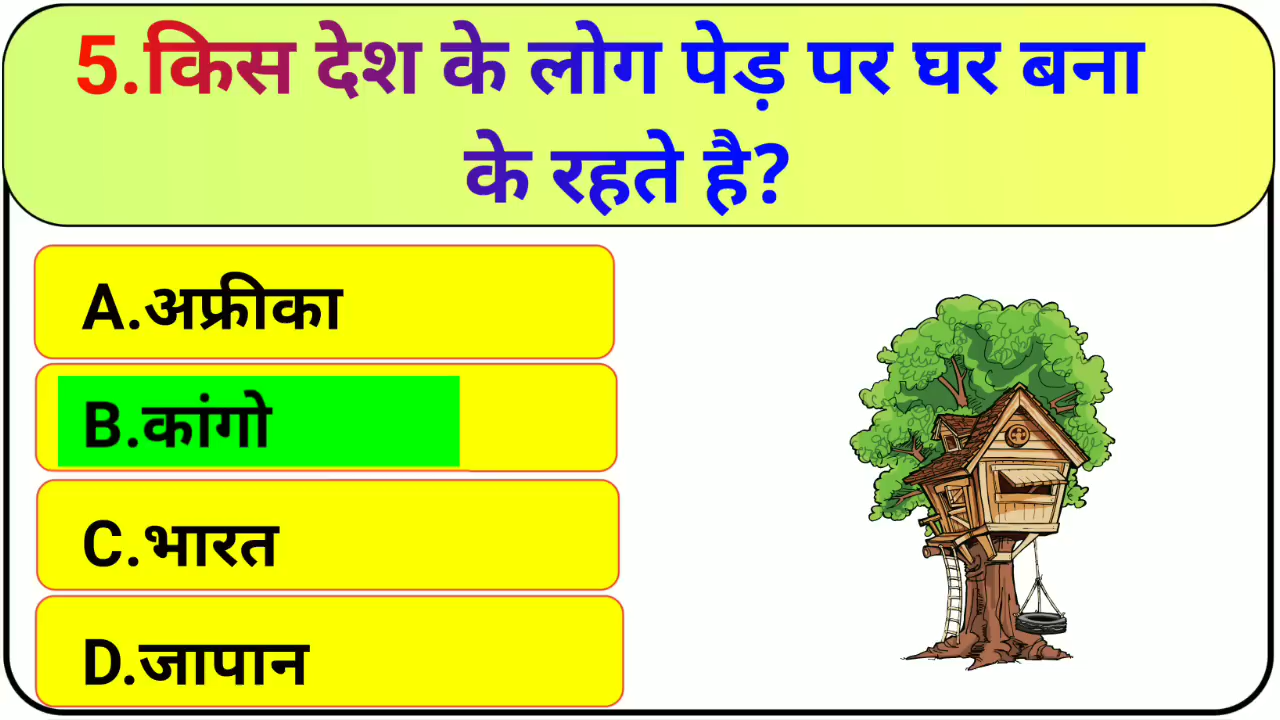 5.किस देश के लोग पेड़ पर घर बना
के रहते है?
A.अफ्रीका
B.कांगो
C.भारत
D.जापान